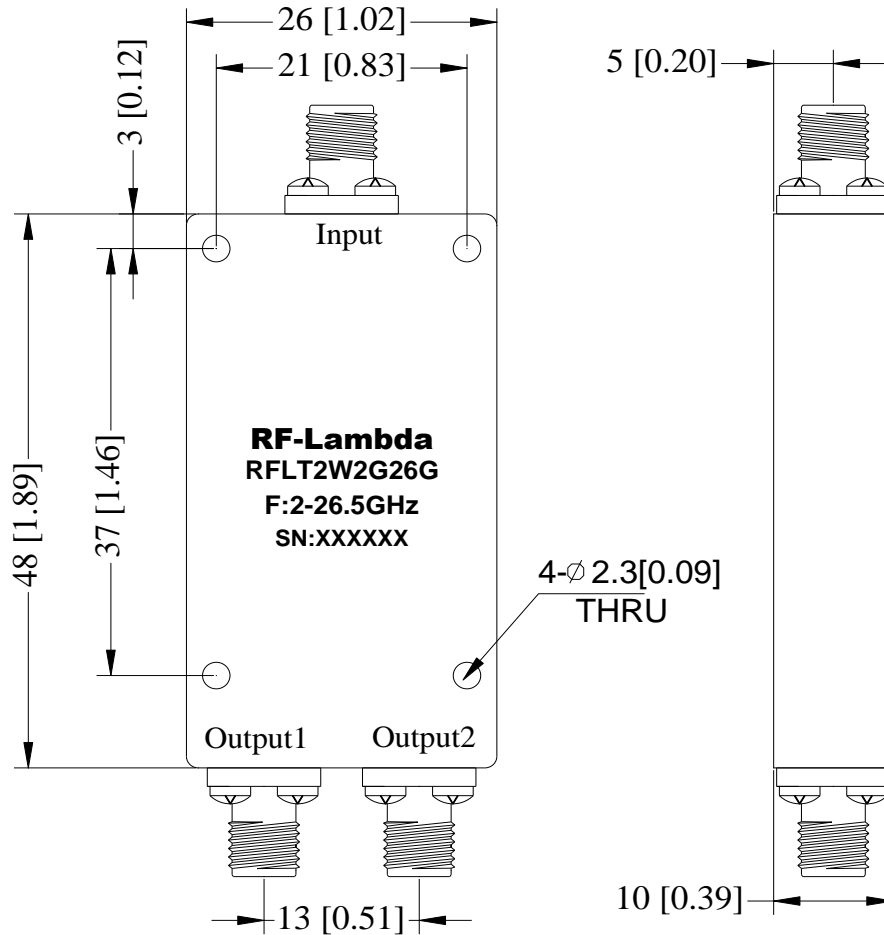 26 [1.02]
21 [0.83]
5 [0.20]
3 [0.12]
Input
48 [1.89]
37 [1.46]
RF-Lambda
RFLT2W2G26G
F:2-26.5GHz
SN:XXXXXX
4-∅ 2.3[0.09]
THRU
Output1
Output2
13 [0.51]
10 [0.39]